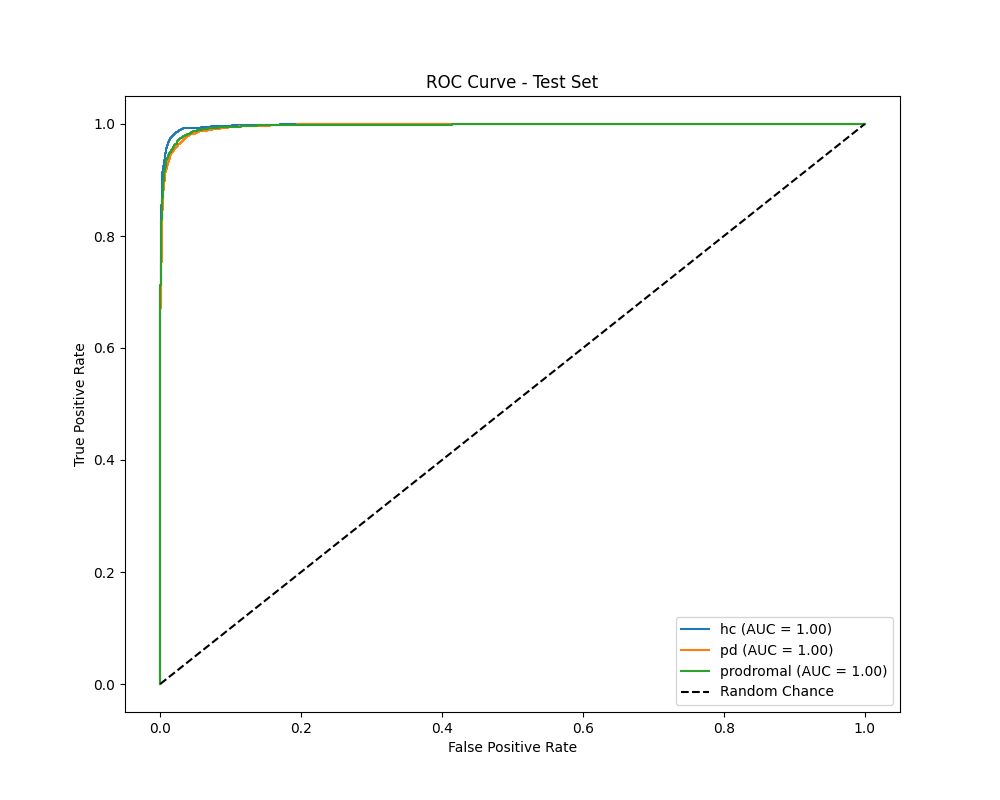 ROC Curve - Test Set
True Positive Rate
1.0
0.8
0.6
0.4
0.2
0.0
hc (AUC = 1.00)
pd (AUC = 1.00)
prodromal (AUC = 1.00)
Random Chance
0.0 0.2 0.4 0.6 0.8 1.0
False Positive Rate